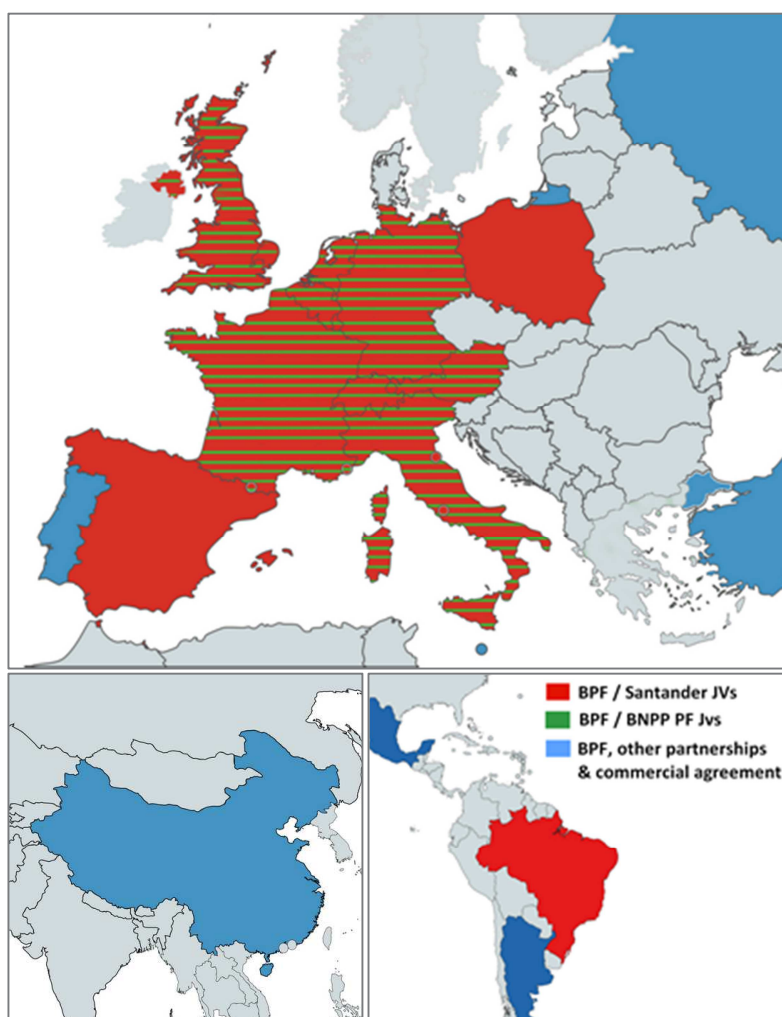 BPF / Santander JVs
BPF / BNPP PF Jvs
BPF, other partnerships
& commercial agreement